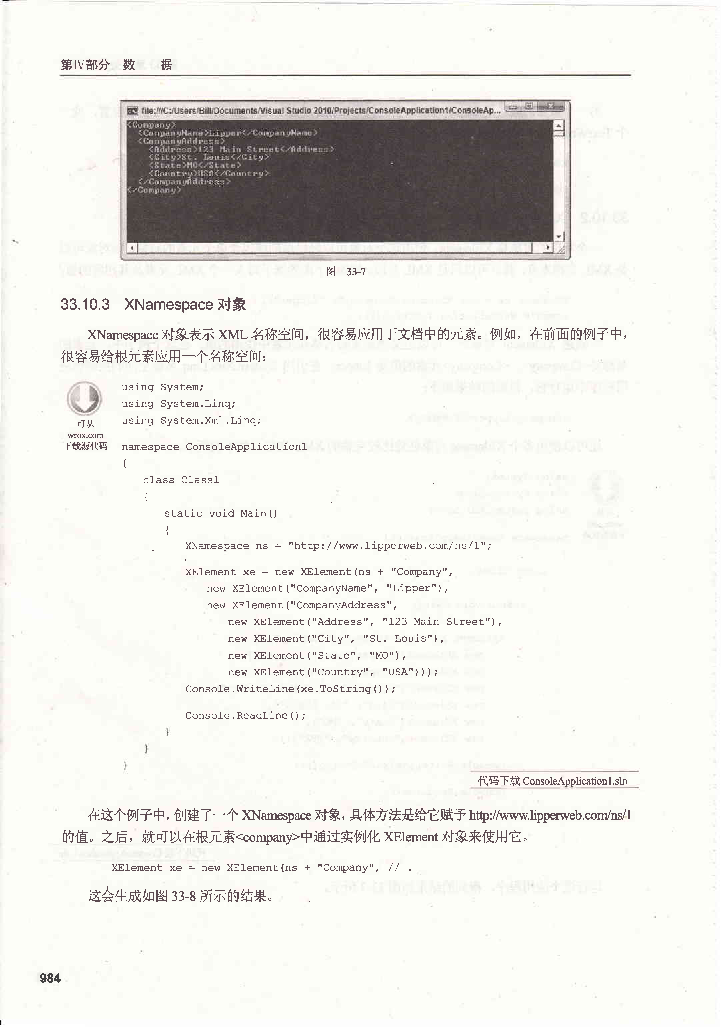 第Ⅳ部分 数 据
file:///C:/Users/Bill/Documents/Visual Studio 2010/Projects/ConsoleApplication1/ConsoleAp...
<Company>
<CompanyName>Lipper</CompanyName>
<CompanyAddress>
<Address>123 Main Street</Address>
<City>St. Louis</City>
<State>MO</State>
<Country>USA</Country>
</CompanyAddress>
</Company>
图 33-7
33.10.3 XNamespace 对象
XNamespace 对象表示 XML 名称空间，很容易应用于文档中的元素。例如，在前面的例子中，
很容易给根元素应用一个名称空间：
可从
wrox.com
下载源代码
using System;
using System.Linq;
using System.Xml.Linq;
namespace ConsoleApplication1
{
class Class1
{
static void Main()
{
XNamespace ns = "http://www.lipperweb.com/ns/1";
XElement xe = new XElement(ns + "Company",
new XElement("CompanyName", "Lipper"),
new XElement("CompanyAddress",
new XElement("Address", "123 Main Street"),
new XElement("City", "St. Louis"),
new XElement("State", "MO"),
new XElement("Country", "USA")));
Console.WriteLine(xe.ToString());
Console.ReadLine();
}
}
}
代码下载 ConsoleApplication1.sln
在这个例子中，创建了一个 XNamespace 对象，具体方法是给它赋予 http://www.lipperweb.com/ns/1
的值。之后，就可以在根元素<company>中通过实例化 XElement 对象来使用它。
XElement xe = new XElement(ns + "Company", // .
这会生成如图 33-8 所示的结果。
984